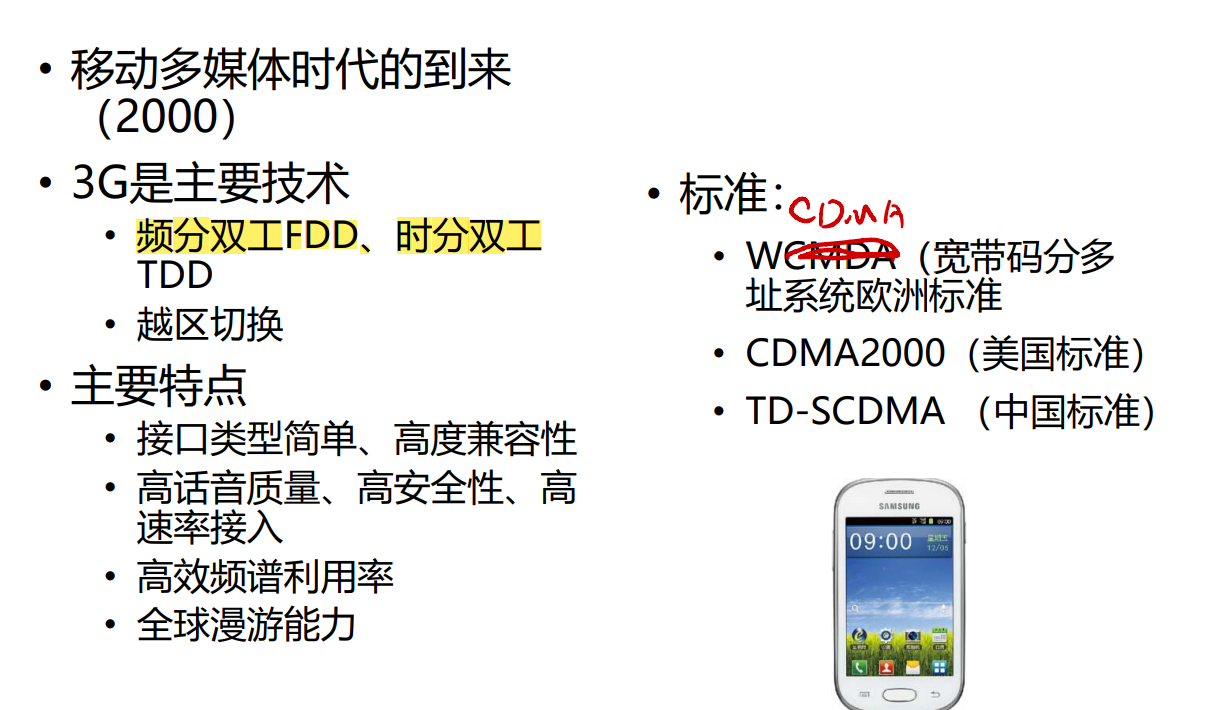 • 移动多媒体时代的到来
（2000）
• 3G是主要技术
• 频分双工FDD、时分双工
TDD
• 越区切换
• 主要特点
• 接口类型简单、高度兼容性
• 高话音质量、高安全性、高
速率接入
• 高效频谱利用率
• 全球漫游能力
• 标准：
CDMA
• WCMDA（宽带码分多
址系统欧洲标准
• CDMA2000（美国标准）
• TD-SCDMA （中国标准）
SAMSUNG
09:00
09:00 星期五
12/06